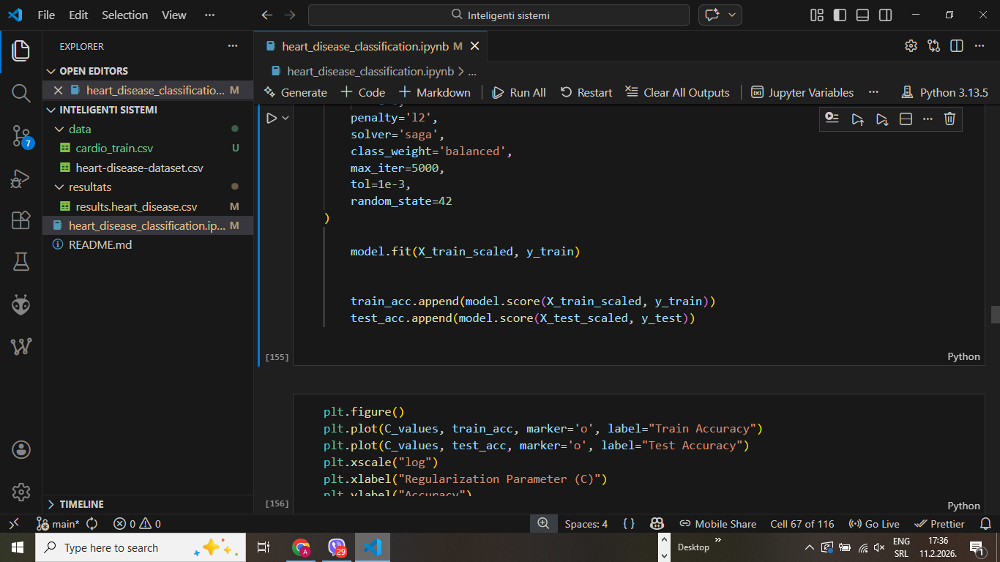 File Edit Selection View ···
Inteligenti sistemi
EXPLORER ···
OPEN EDITORS
heart_disease_classificatio... M
INTELIGENTI SISTEMI
data
cardio_train.csv U
heart-disease-dataset.csv
resultats
results.heart_disease.csv M
heart_disease_classification.ip... M
README.md
TIMELINE
heart_disease_classification.ipynb M
heart_disease_classification.ipynb > ...
Generate + Code + Markdown Run All Restart Clear All Outputs Jupyter Variables ··· Python 3.13.5
penalty='l2',
solver='saga',
class_weight='balanced',
max_iter=5000,
tol=1e-3,
random_state=42
)
model.fit(X_train_scaled, y_train)
train_acc.append(model.score(X_train_scaled, y_train))
test_acc.append(model.score(X_test_scaled, y_test))
[155]
Python
plt.figure()
plt.plot(C_values, train_acc, marker='o', label="Train Accuracy")
plt.plot(C_values, test_acc, marker='o', label="Test Accuracy")
plt.xscale("log")
plt.xlabel("Regularization Parameter (C)")
plt.ylabel("Accuracy")
[156]
Python
7
main* 0 0 Spaces: 4 { } Mobile Share Cell 67 of 116 Go Live Prettier
Type here to search
A
29
Desktop »
ENG
SRL
17:36
11.2.2026.
1